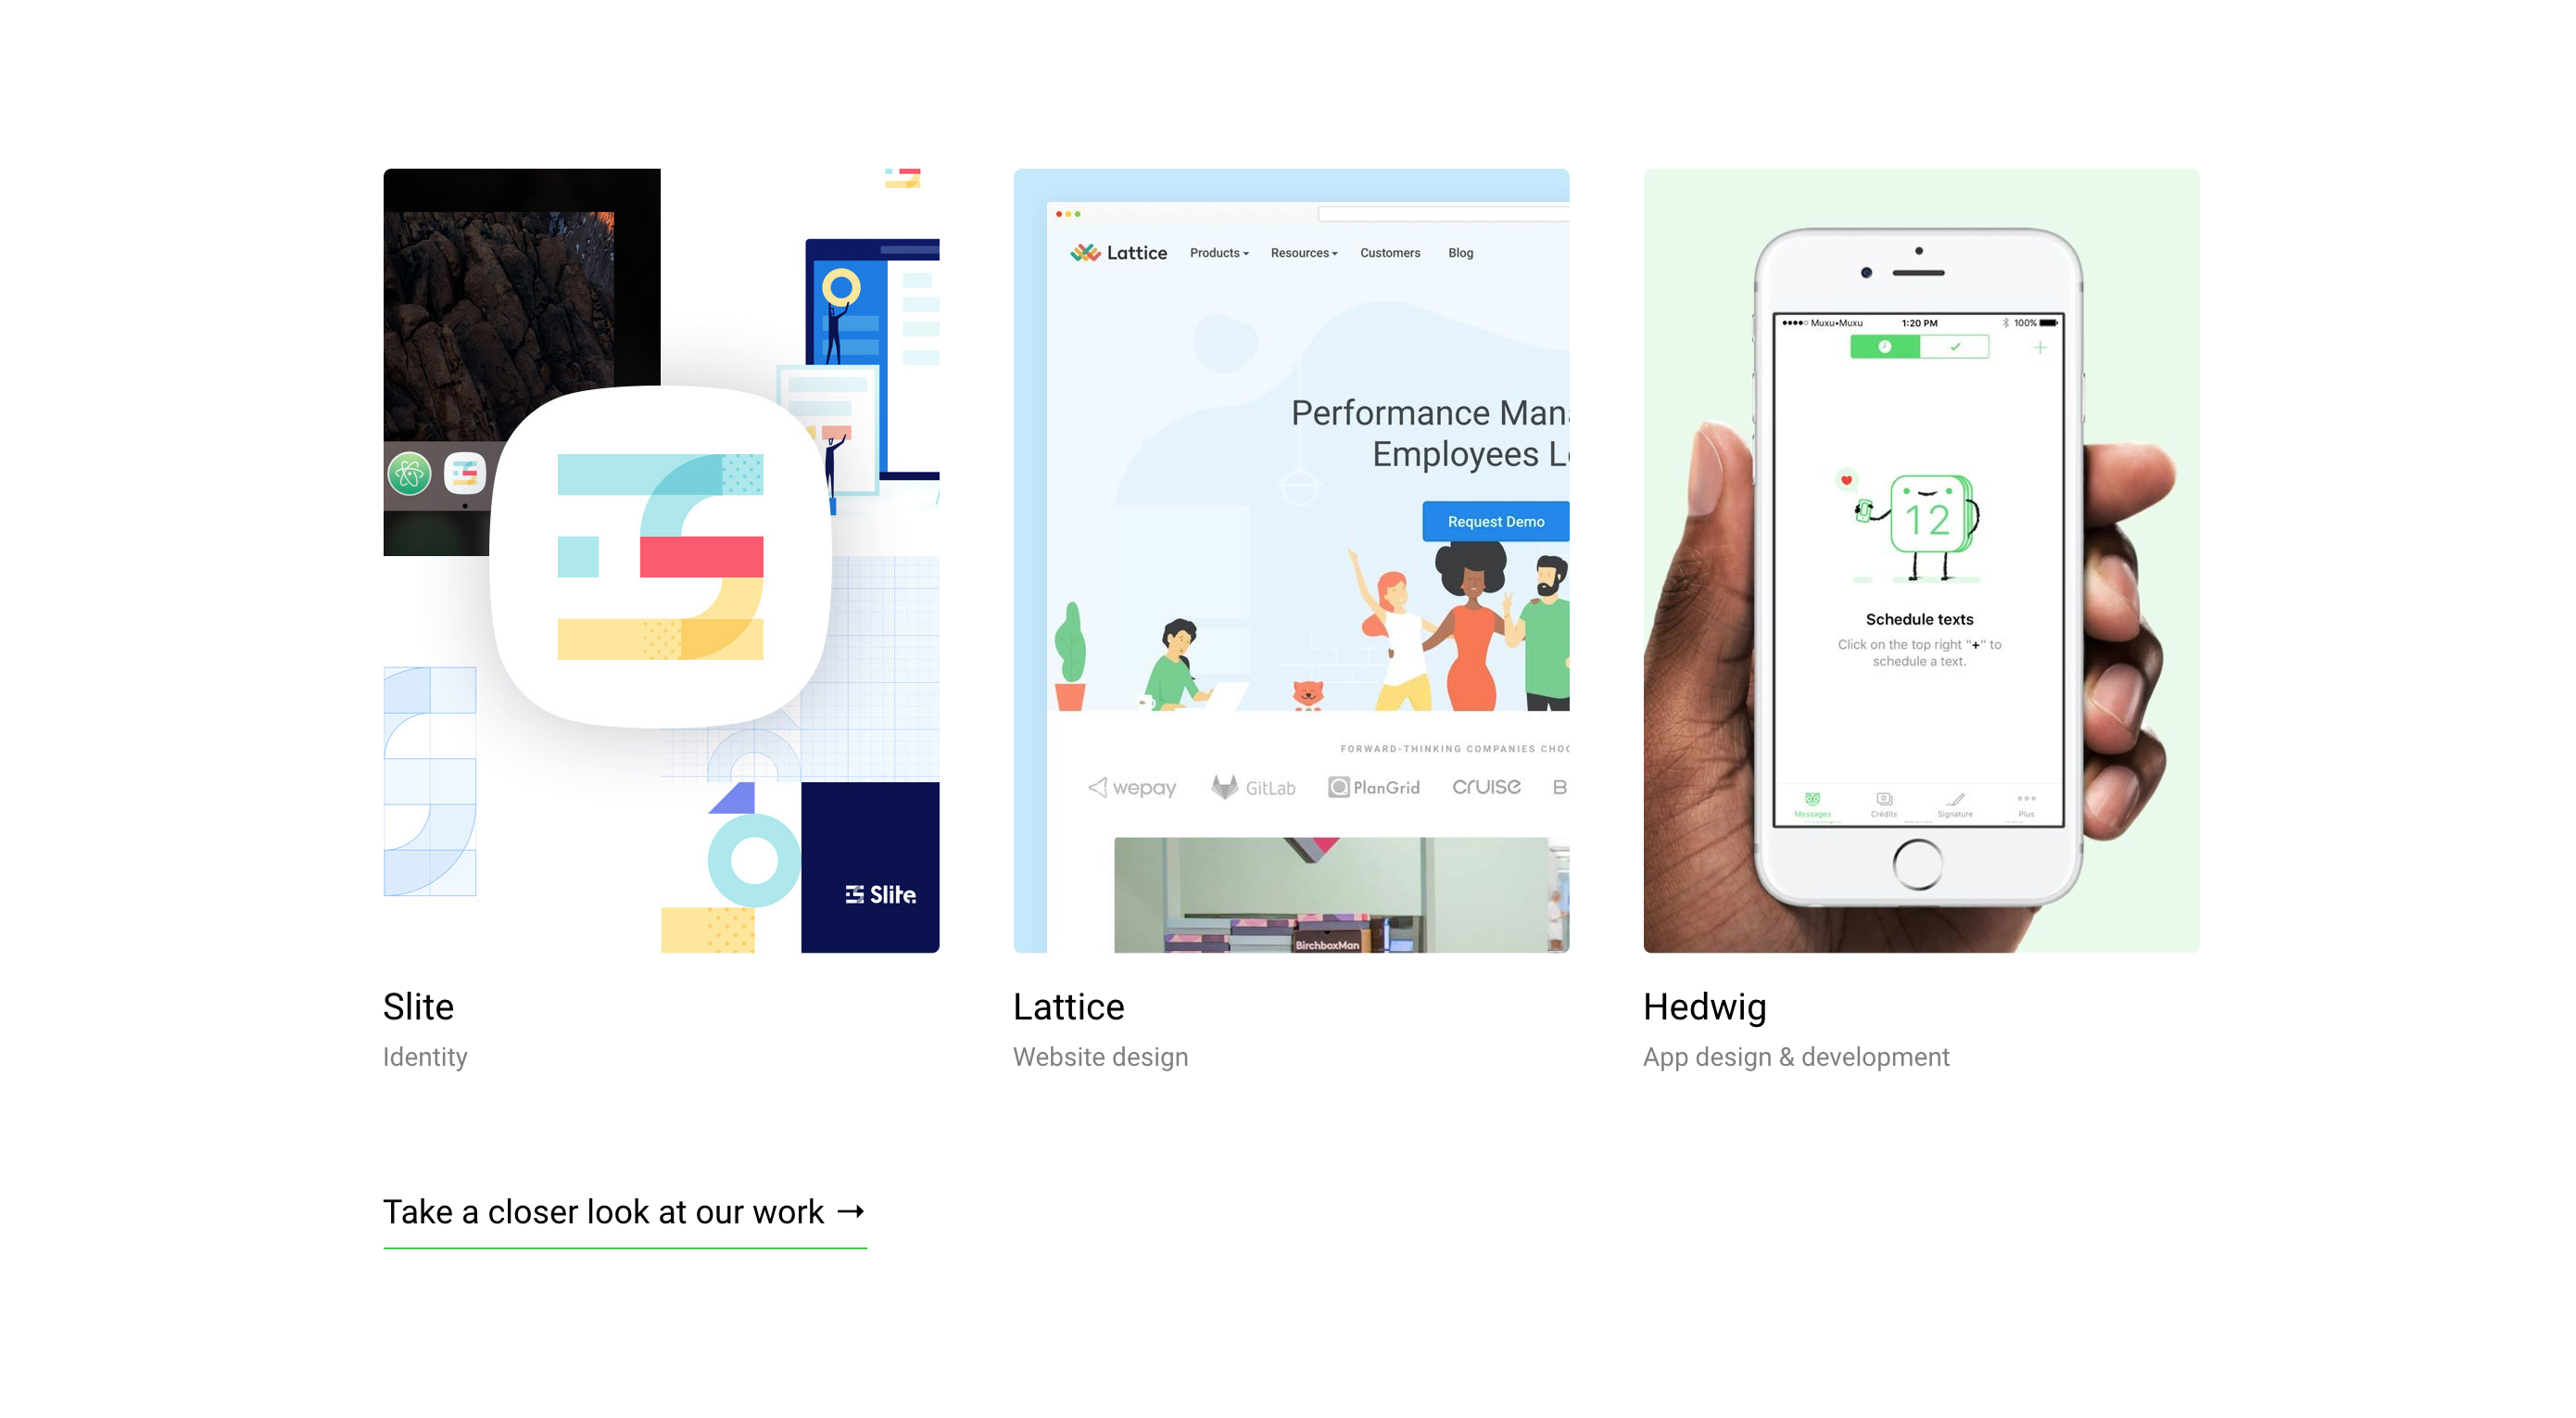 Slite
Lattice
Products
Resources
Customers
Blog
Performance Man
Employees L
Request Demo
FORWARD-THINKING COMPANIES CHOO
wepay
GitLab
PlanGrid
CRUISE
B
BirchboxMan
Muxu•Muxu
1:20 PM
100%
+
12
Schedule texts
Click on the top right "+" to
schedule a text.
Messages
Crédits
Signature
Plus
Slite
Identity
Lattice
Website design
Hedwig
App design & development
Take a closer look at our work →